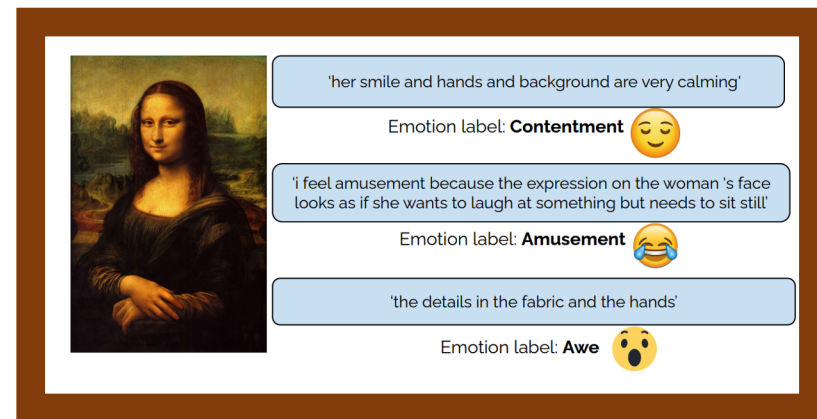 'her smile and hands and background are very calming'
Emotion label: Contentment
'i feel amusement because the expression on the woman 's face
looks as if she wants to laugh at something but needs to sit still'
Emotion label: Amusement
'the details in the fabric and the hands'
Emotion label: Awe